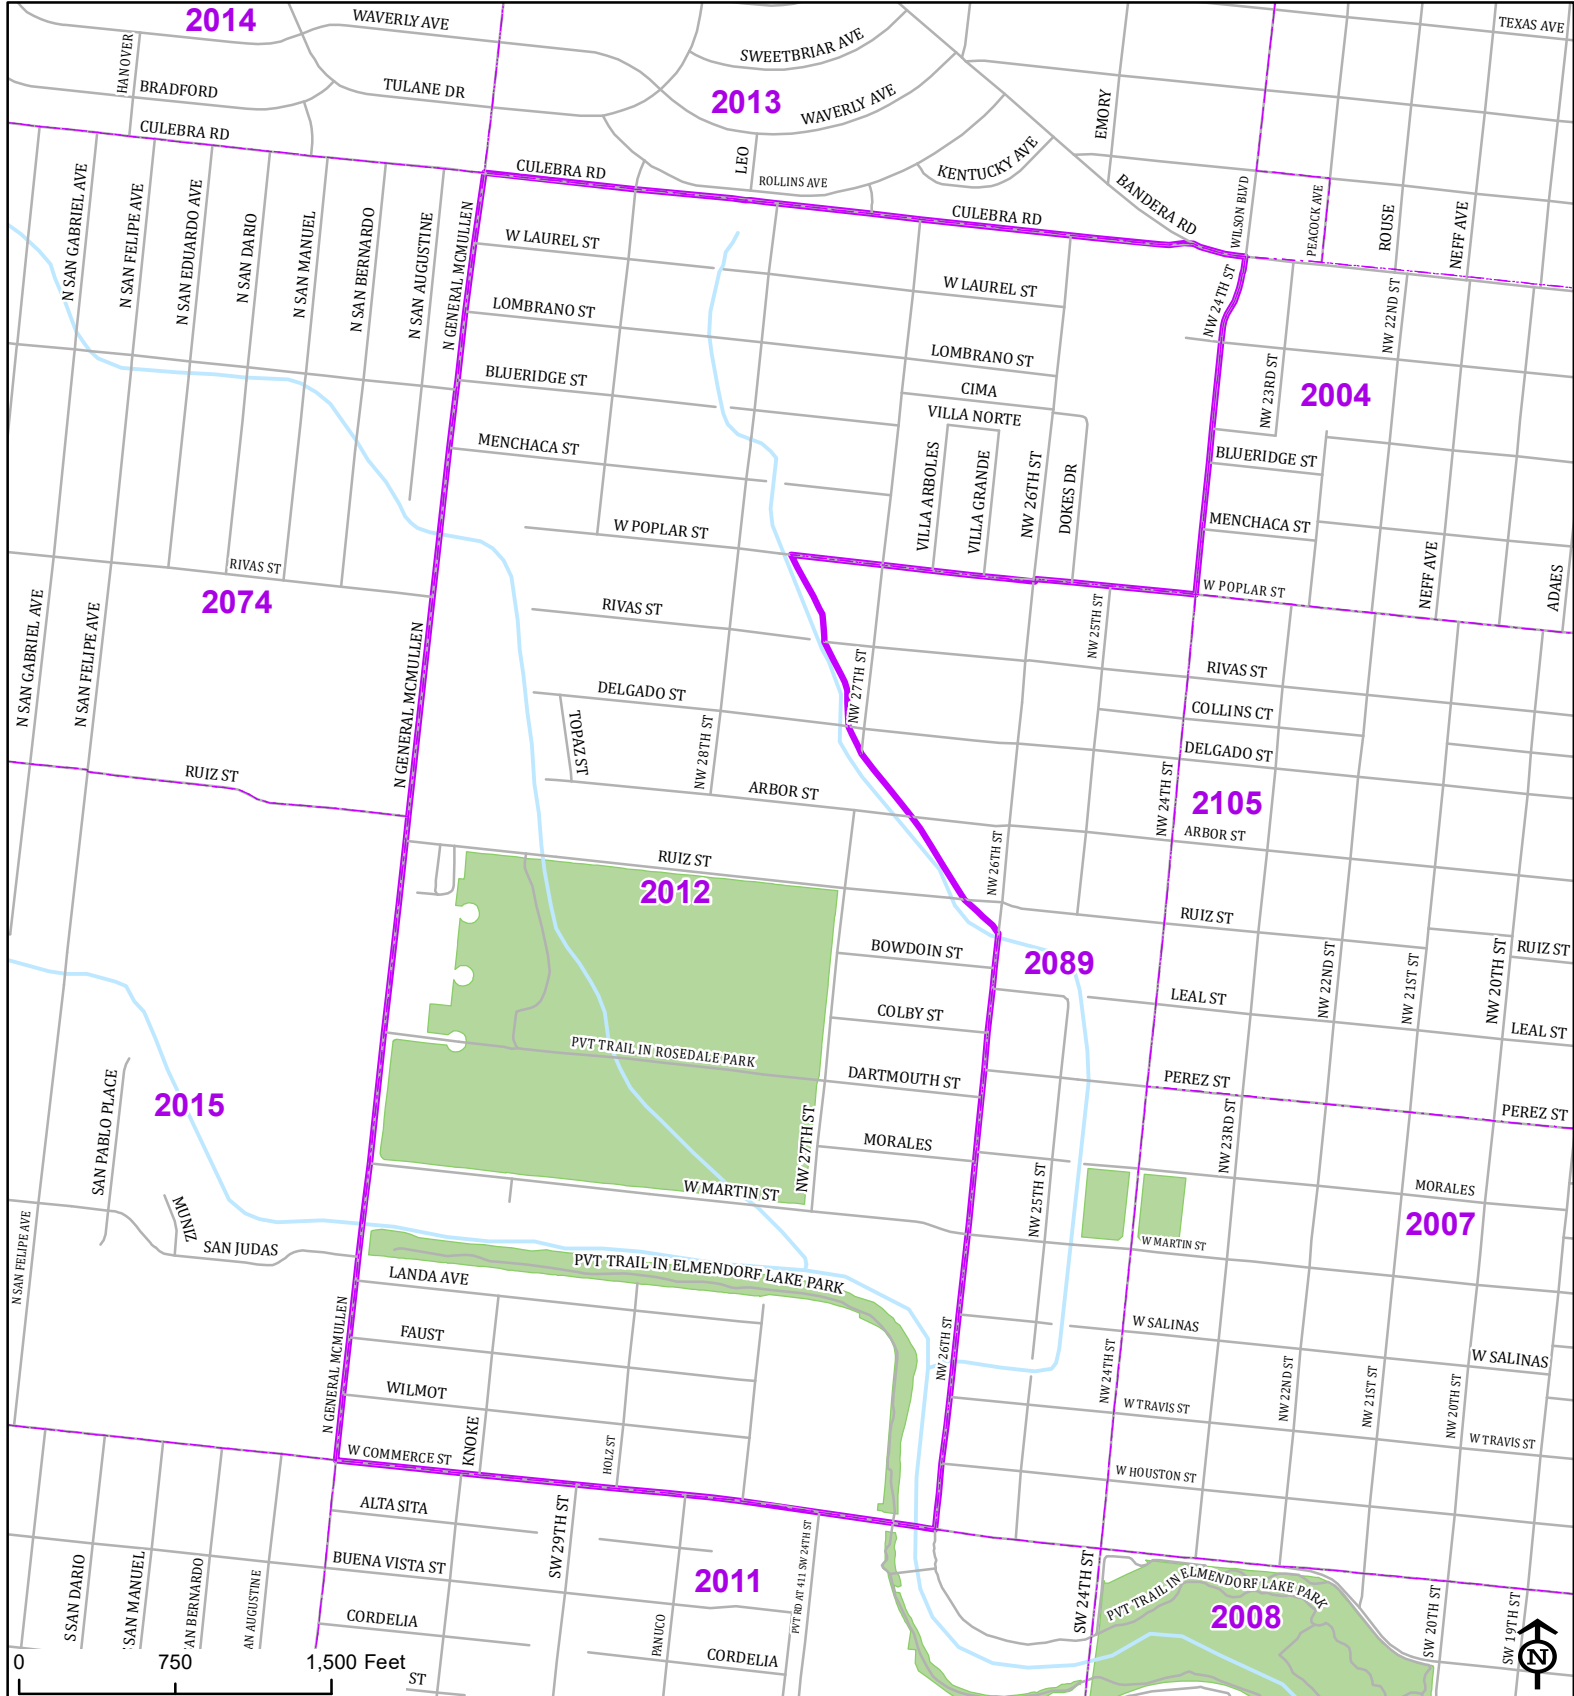 2014
WAVERLY AVE
TEXAS AVE
HANOVER
SWEETBRIAR AVE
BRADFORD
TULANE DR
2013
WAVERLY AVE
EMORY
CULEBRA RD
CULEBRA RD
LEO
ROLLINS AVE
KENTUCKY AVE
BANDERA RD
WILSON BLVD
PEACOCK AVE
ROUSE
NEFF AVE
N SAN GABRIEL AVE
N SAN FELIPE AVE
N SAN EDUARDO AVE
N SAN DARIO
N SAN MANUEL
N SAN BERNARDO
N SAN AUGUSTINE
N GENERAL MCMULLEN
CULEBRA RD
W LAUREL ST
W LAUREL ST
NW 24TH ST
NW 22ND ST
LOMBRANO ST
LOMBRANO ST
BLUERIDGE ST
CIMA
NW 23RD ST
2004
VILLA NORTE
MENCHACA ST
BLUERIDGE ST
VILLA ARBOLES
VILLA GRANDE
NW 26TH ST
DOKES DR
W POPLAR ST
MENCHACA ST
RIVAS ST
2074
W POPLAR ST
NEFF AVE
ADAES
RIVAS ST
NW 25TH ST
N SAN GABRIEL AVE
N SAN FELIPE AVE
N GENERAL MCMULLEN
RIVAS ST
DELGADO ST
NW 27TH ST
COLLINS CT
TOPAZ ST
NW 28TH ST
DELGADO ST
RUIZ ST
ARBOR ST
NW 24TH ST
2105
ARBOR ST
RUIZ ST
2012
NW 26TH ST
RUIZ ST
BOWDOIN ST
2089
NW 22ND ST
NW 21ST ST
NW 20TH ST
RUIZ ST
LEAL ST
COLBY ST
LEAL ST
PVT TRAIL IN ROSEDALE PARK
DARTMOUTH ST
PEREZ ST
PEREZ ST
2015
SAN PABLO PLACE
NW 27TH ST
MORALES
NW 23RD ST
W MARTIN ST
NW 25TH ST
MORALES
2007
MUNIZ
SAN JUDAS
W MARTIN ST
N SAN FELIPE AVE
PVT TRAIL IN ELMENDORF LAKE PARK
LANDA AVE
N GENERAL MCMULLEN
FAUST
NW 26TH ST
W SALINAS
W SALINAS
NW 24TH ST
WILMOT
NW 22ND ST
NW 21ST ST
NW 20TH ST
W TRAVIS ST
W TRAVIS ST
KNOKE
HOLZ ST
W COMMERCE ST
W HOUSTON ST
ALTA SITA
SW 29TH ST
PVT RD AT 411 SW 24TH ST
BUENA VISTA ST
2011
S SAN DARIO
SAN MANUEL
AN BERNARDO
AN AUGUSTINE
SW 24TH ST
PVT TRAIL IN ELMENDORF LAKE PARK
2008
SW 20TH ST
SW 19TH ST
CORDELIA
PANUCO
CORDELIA
ST
0 750 1,500 Feet
N